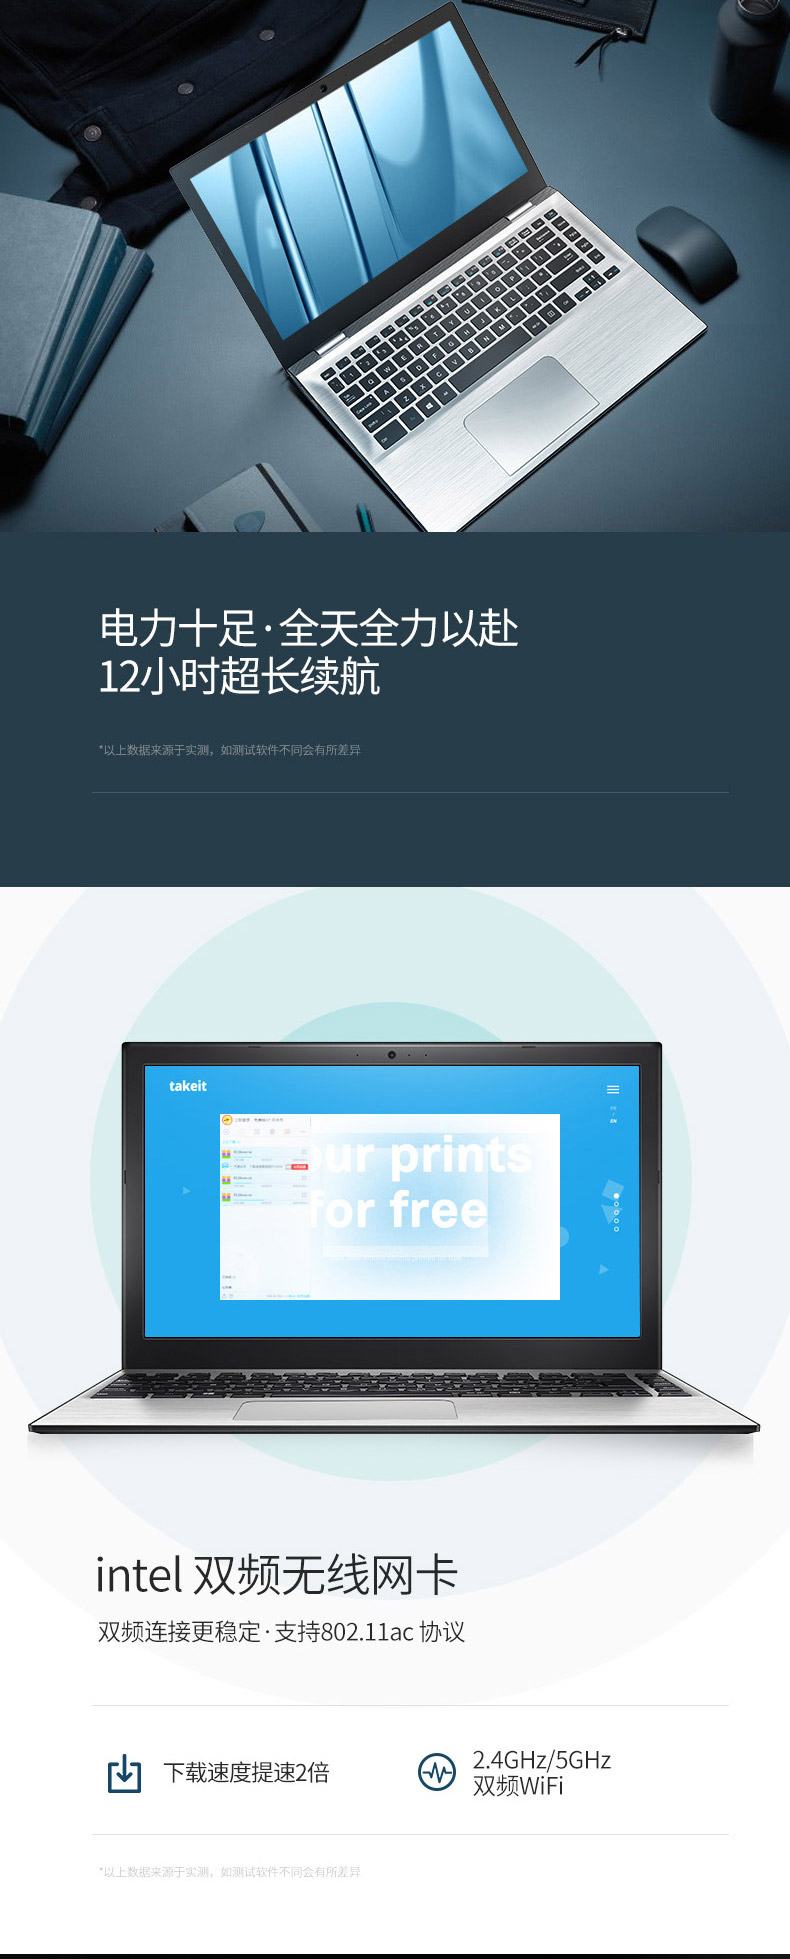 电力十足·全天全力以赴
12小时超长续航
*以上数据来源于实测，如测试软件不同会有所差异
takeit
EN
our prints
for free
intel 双频无线网卡
双频连接更稳定·支持802.11ac 协议
下载速度提速2倍
2.4GHz/5GHz
双频WiFi
*以上数据来源于实测，如测试软件不同会有所差异